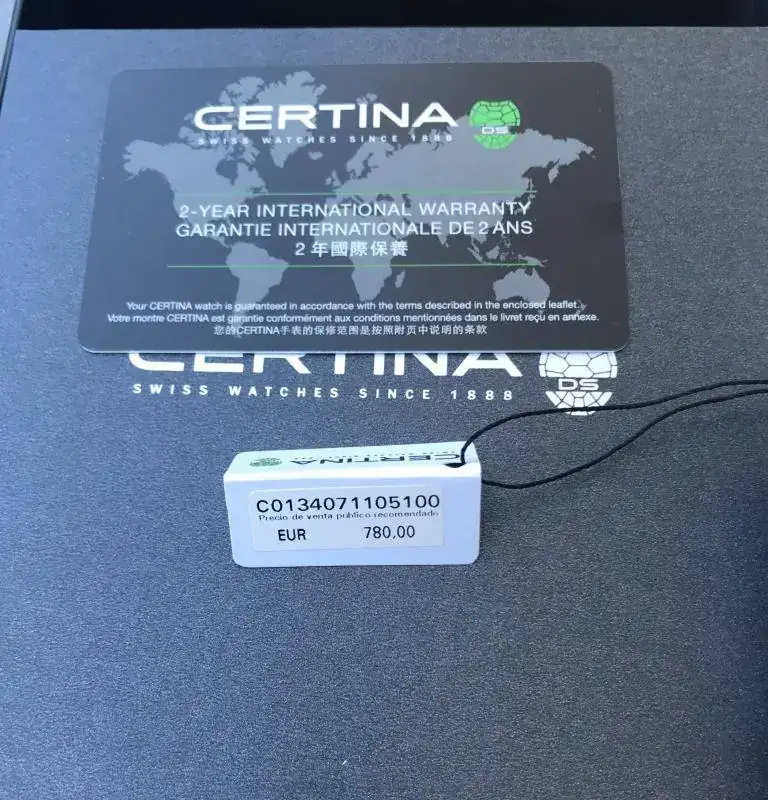 CERTINA
DS
SWISS WATCHES SINCE 1888
2-YEAR INTERNATIONAL WARRANTY
GARANTIE INTERNATIONALE DE 2 ANS
2 年國際保養
Your CERTINA watch is guaranteed in accordance with the terms described in the enclosed leaflet.
Votre montre CERTINA est garantie conformément aux conditions mentionnées dans le livret reçu en annexe.
您的CERTINA手表的保修范围是按照附页中说明的条款
CERTINA
DS
SWISS WATCHES SINCE 1888
CERTINA
C0134071105100
Precio de venta público recomendado
EUR 780,00